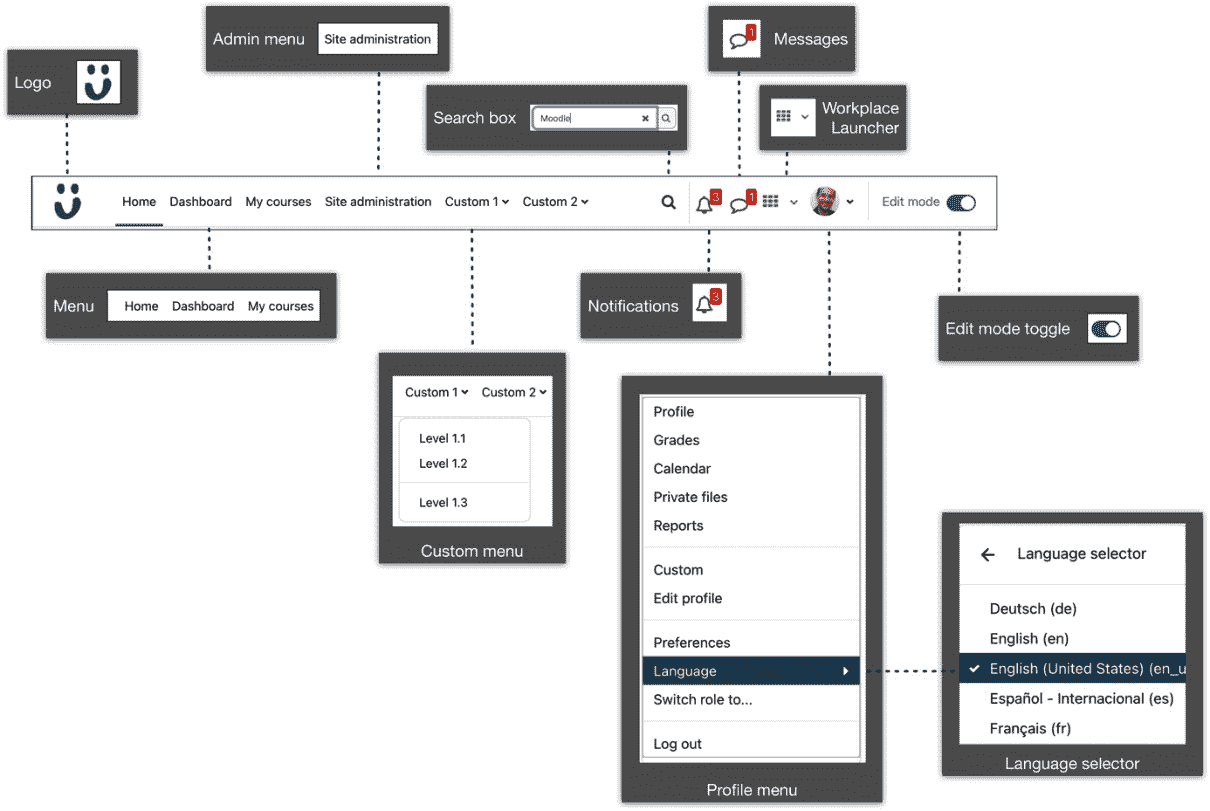 Admin menu Site administration
1
Messages
Logo
Search box Moodle
Workplace
Launcher
Home Dashboard My courses Site administration Custom 1 Custom 2 3 1 Edit mode
Menu Home Dashboard My courses
Notifications 3
Edit mode toggle
Custom 1 Custom 2
Level 1.1
Level 1.2
Level 1.3
Custom menu
Profile
Grades
Calendar
Private files
Reports
Custom
Edit profile
Preferences
Language
Switch role to...
Log out
Profile menu
Language selector
Deutsch (de)
English (en)
English (United States) (en_u
Español - Internacional (es)
Français (fr)
Language selector